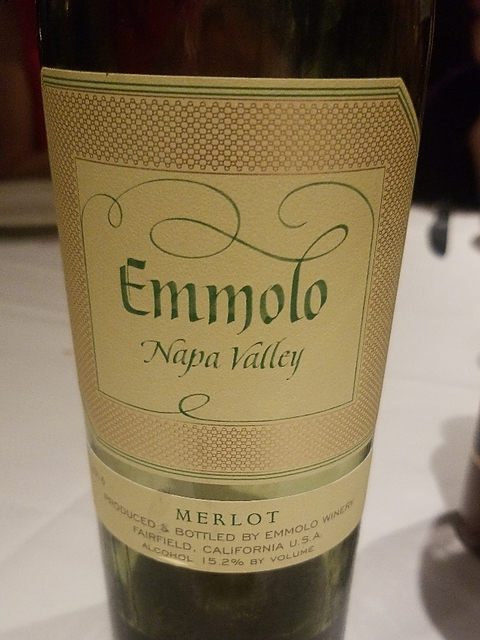 Emmolo
Napa Valley
MERLOT
PRODUCED & BOTTLED BY EMMOLO WINERY
FAIRFIELD, CALIFORNIA U.S.A
ALCOHOL 15.2% BY VOLUME